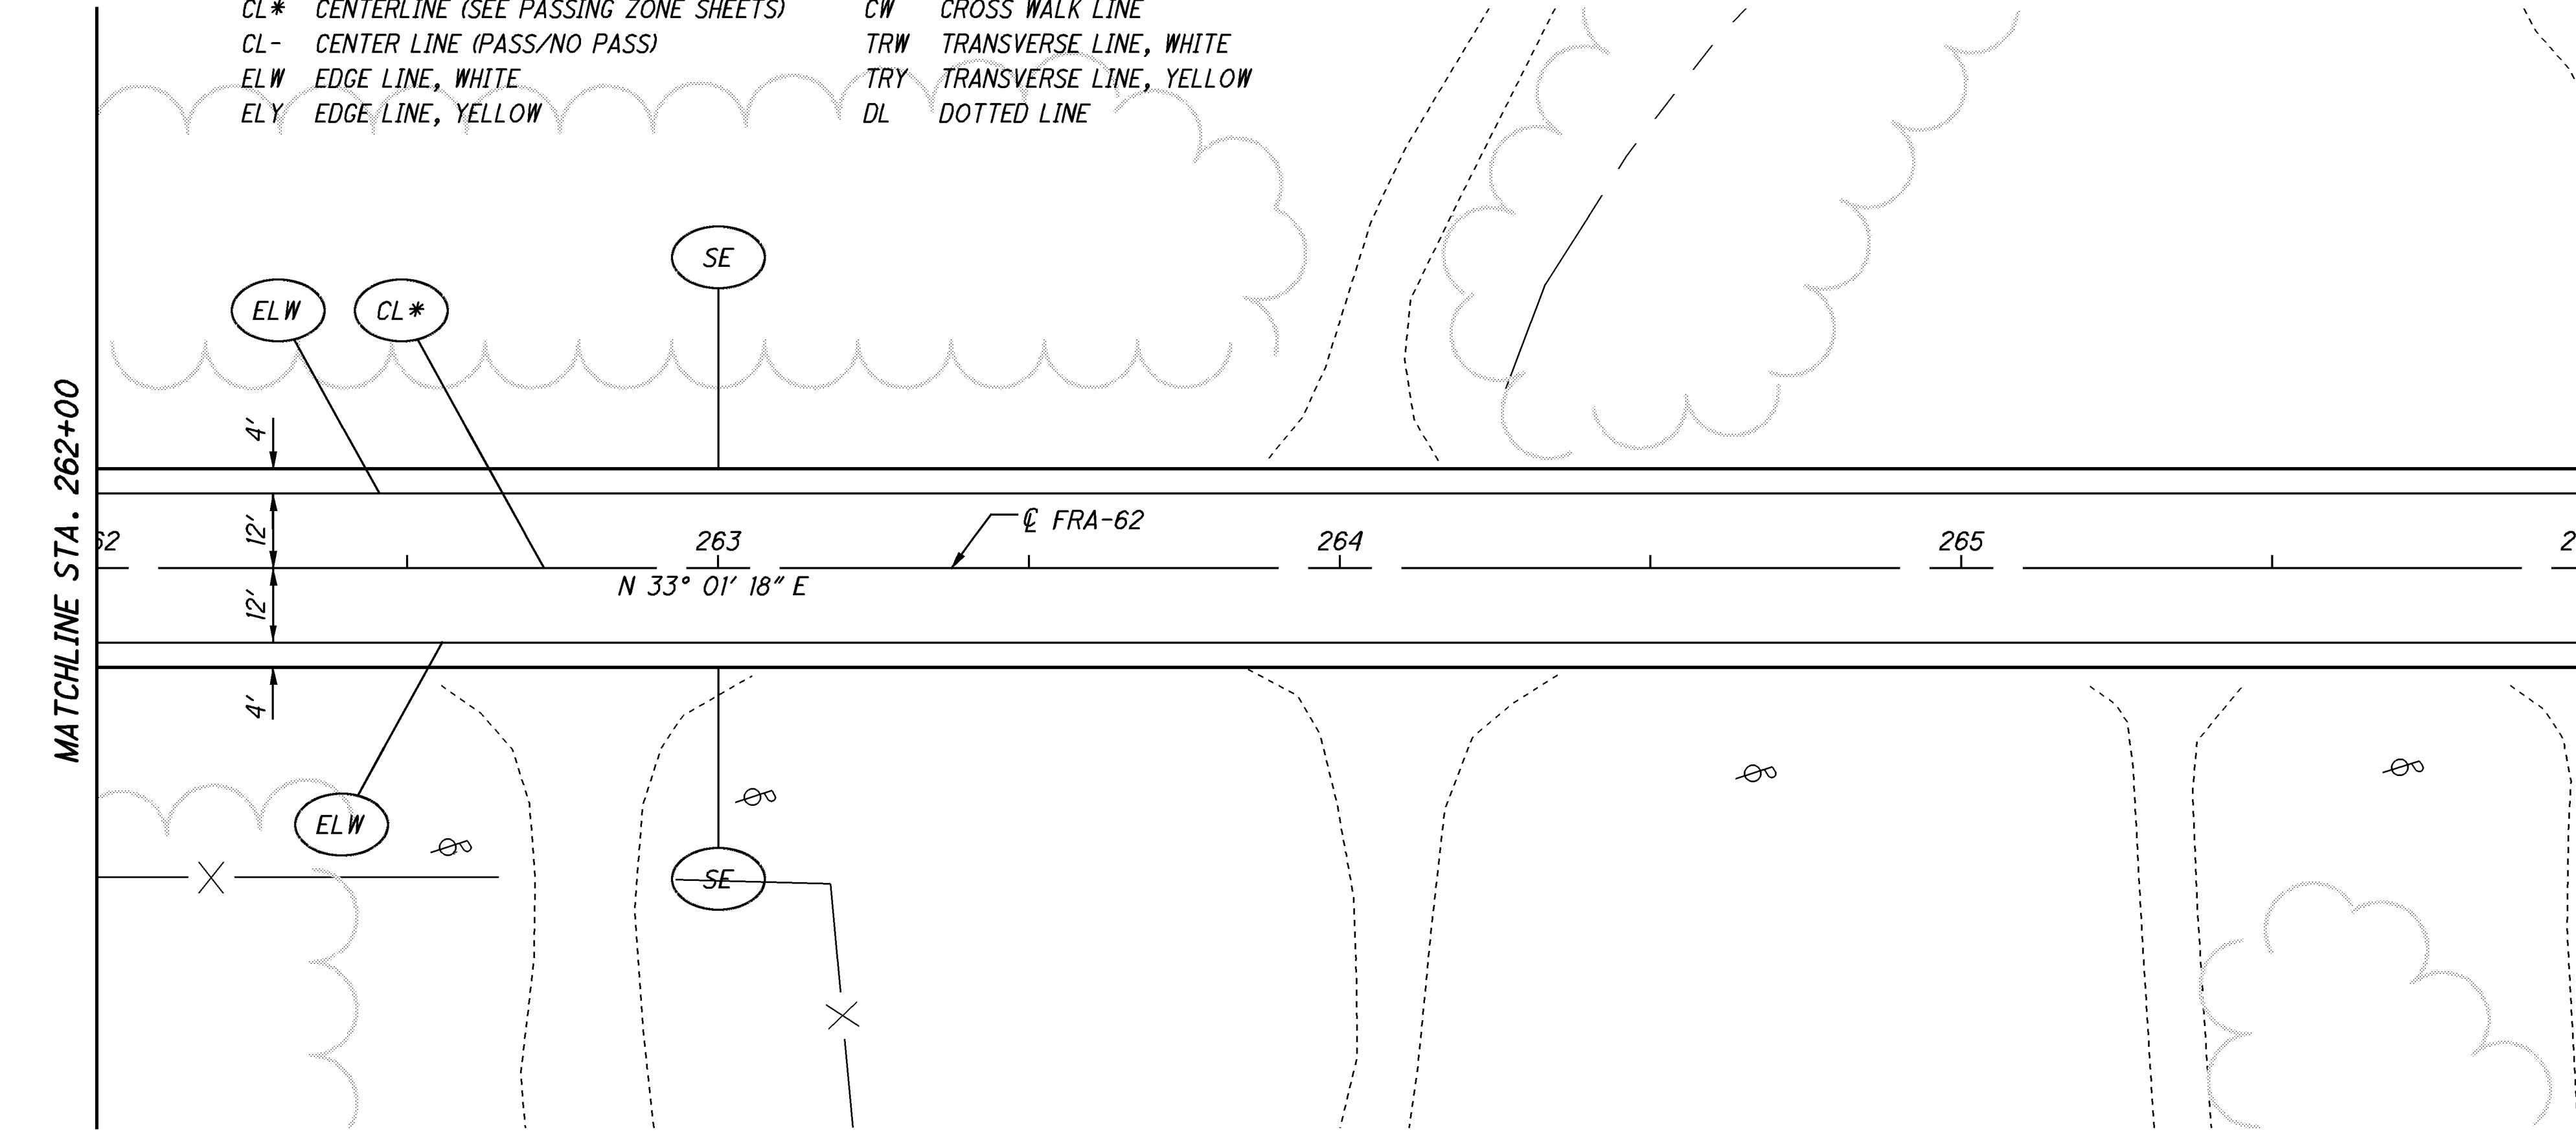 CL* CENTERLINE (SEE PASSING ZONE SHEETS)
CL- CENTER LINE (PASS/NO PASS)
ELW EDGE LINE, WHITE
ELY EDGE LINE, YELLOW
CW CROSS WALK LINE
TRW TRANSVERSE LINE, WHITE
TRY TRANSVERSE LINE, YELLOW
DL DOTTED LINE
SE
ELW
CL*
MATCHLINE STA. 262+00
4'
12'
62
263
℄ FRA-62
264
265
2
N 33° 01' 18" E
12'
4'
ELW
SE